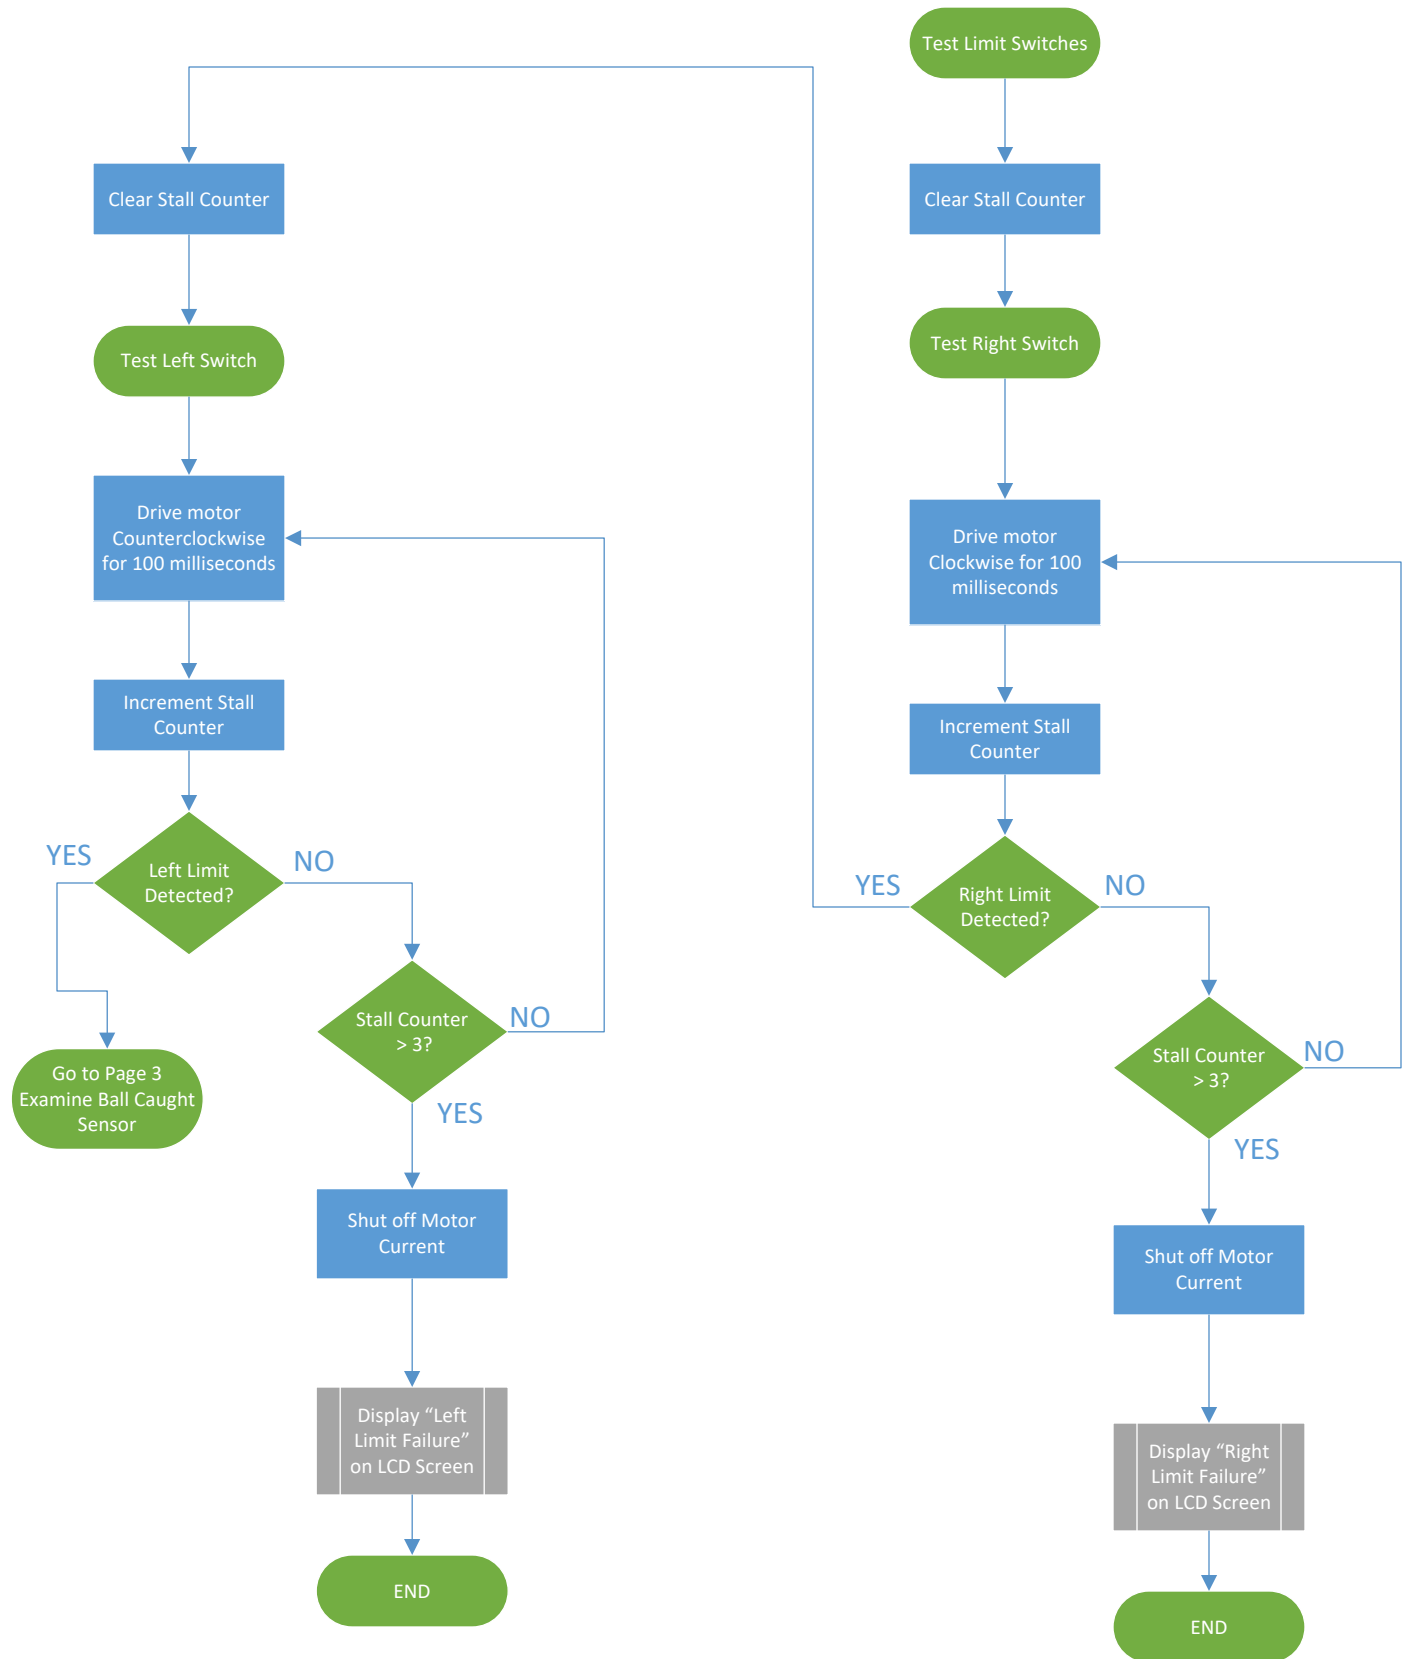 Test Limit Switches
Clear Stall Counter
Test Right Switch
Drive motor
Clockwise for 100
milliseconds
Increment Stall
Counter
Right Limit
Detected?
YES
NO
Stall Counter
> 3?
NO
YES
Shut off Motor
Current
Display “Right
Limit Failure”
on LCD Screen
END
Clear Stall Counter
Test Left Switch
Drive motor
Counterclockwise
for 100 milliseconds
Increment Stall
Counter
Left Limit
Detected?
YES
NO
Go to Page 3
Examine Ball Caught
Sensor
Stall Counter
> 3?
NO
YES
Shut off Motor
Current
Display “Left
Limit Failure”
on LCD Screen
END